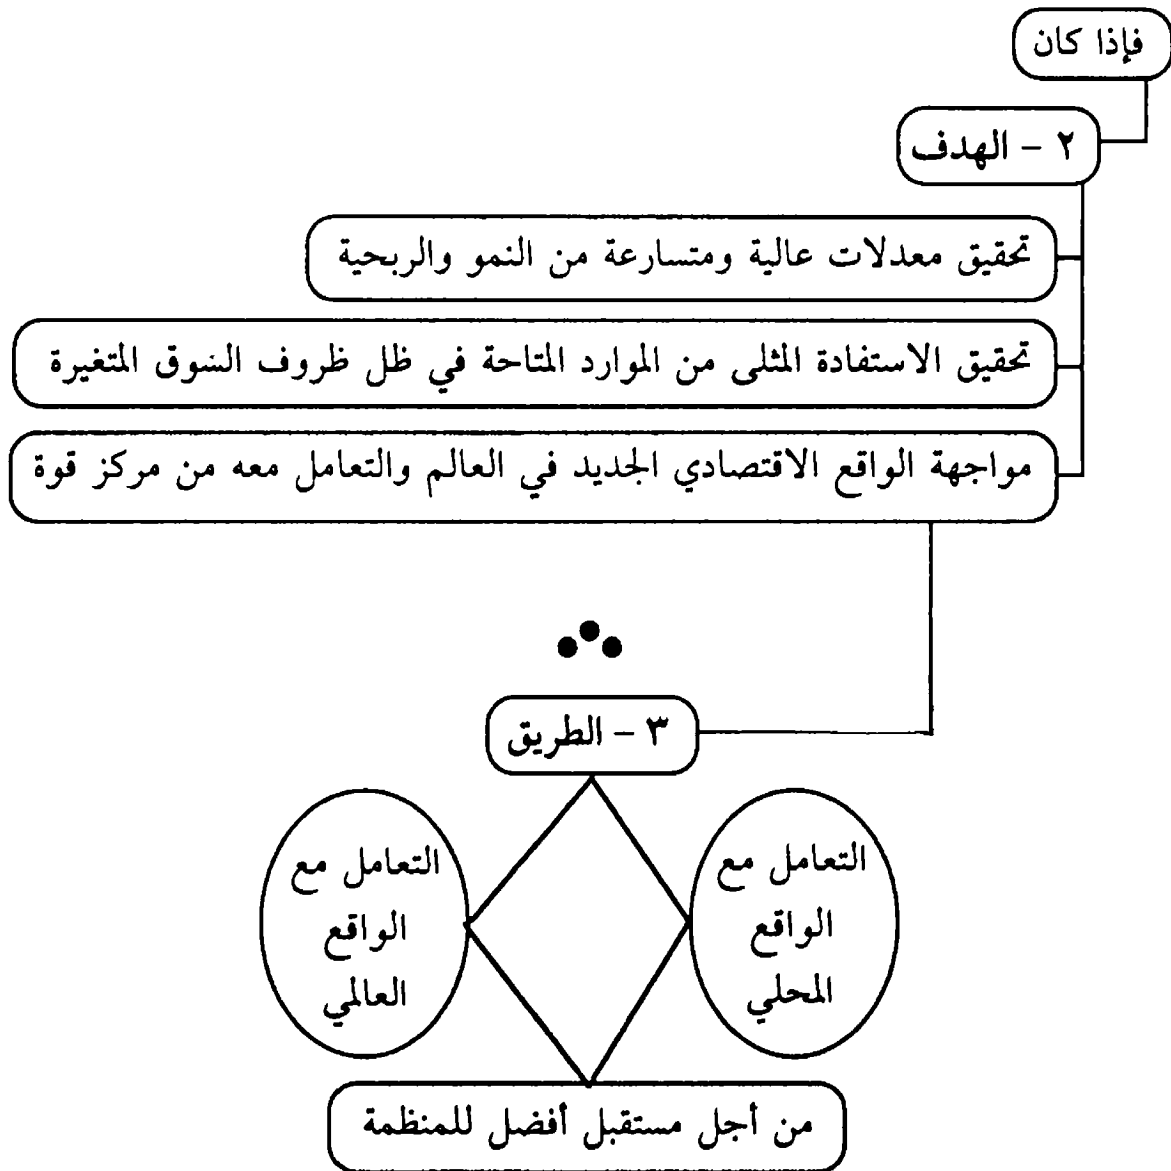 فإذا كان
٢ - الهدف
تحقيق معدلات عالية ومتسارعة من النمو والربحية
تحقيق الاستفادة المثلى من الموارد المتاحة في ظل ظروف السوق المتغيرة
مواجهة الواقع الاقتصادي الجديد في العالم والتعامل معه من مركز قوة
٣ - الطريق
التعامل مع
الواقع
المحلي
التعامل مع
الواقع
العالمي
من أجل مستقبل أفضل للمنظمة